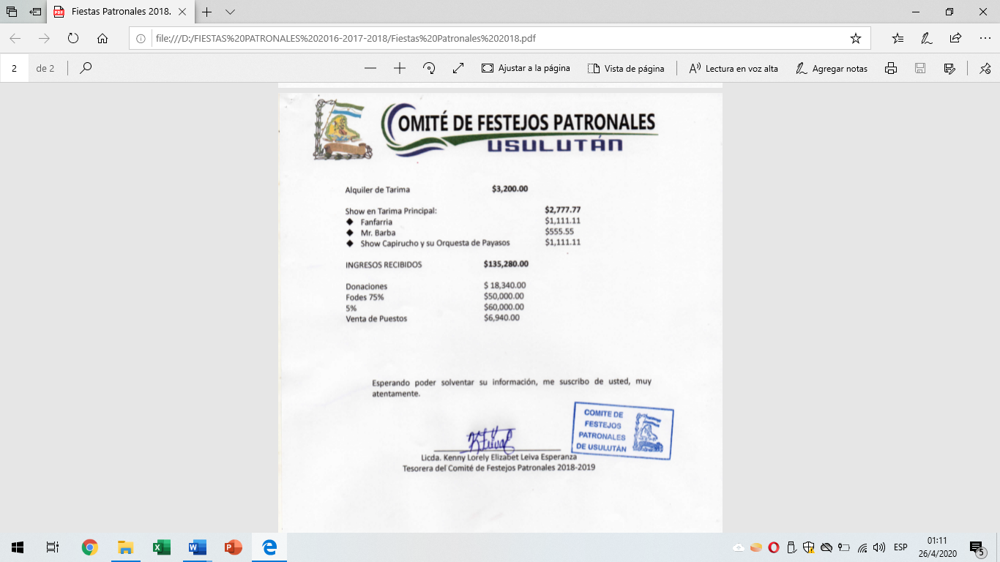 Fiestas Patronales 2018.
file:///D:/FIESTAS%20PATRONALES%202016-2017-2018/Fiestas%20Patronales%202018.pdf
2 de 2 Ajustar a la página Vista de página Lectura en voz alta Agregar notas
OMITÉ DE FESTEJOS PATRONALES
USULUTÁN
Alquiler de Tarima $3,200.00
Show en Tarima Principal: $2,777.77
◆ Fanfarria $1,111.11
◆ Mr. Barba $555.55
◆ Show Capirucho y su Orquesta de Payasos $1,111.11
INGRESOS RECIBIDOS $135,280.00
Donaciones $ 18,340.00
Fodes 75% $50,000.00
5% $60,000.00
Venta de Puestos $6,940.00
Esperando poder solventar su información, me suscribo de usted, muy
atentamente.
COMITE DE
FESTEJOS
PATRONALES
DE USULUTÁN
Licda. Kenny Lorely Elizabet Leiva Esperanza
Tesorera del Comité de Festejos Patronales 2018-2019
ESP
01:11
26/4/2020
5